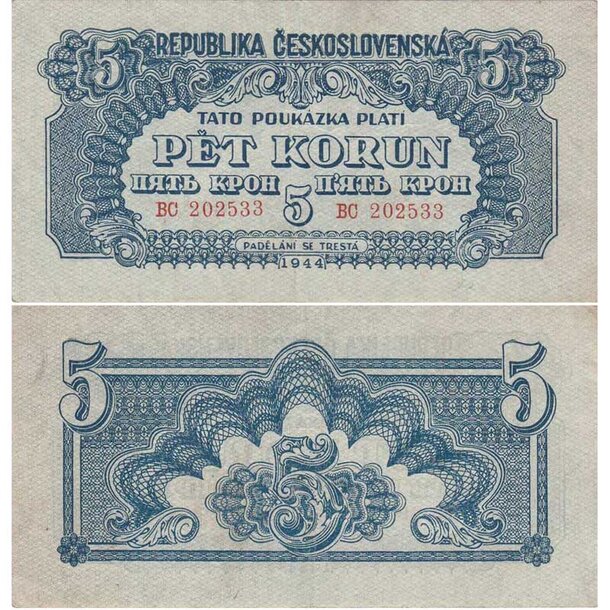 5 REPUBLIKA ČESKOSLOVENSKÁ 5
TATO POUKÁZKA PLATÍ
PĚT KORUN
ПЯТЬ КРОН П'ЯТЬ КРОН
BC 202533 5 BC 202533
PADĚLÁNÍ SE TRESTÁ
1944
5 5
5